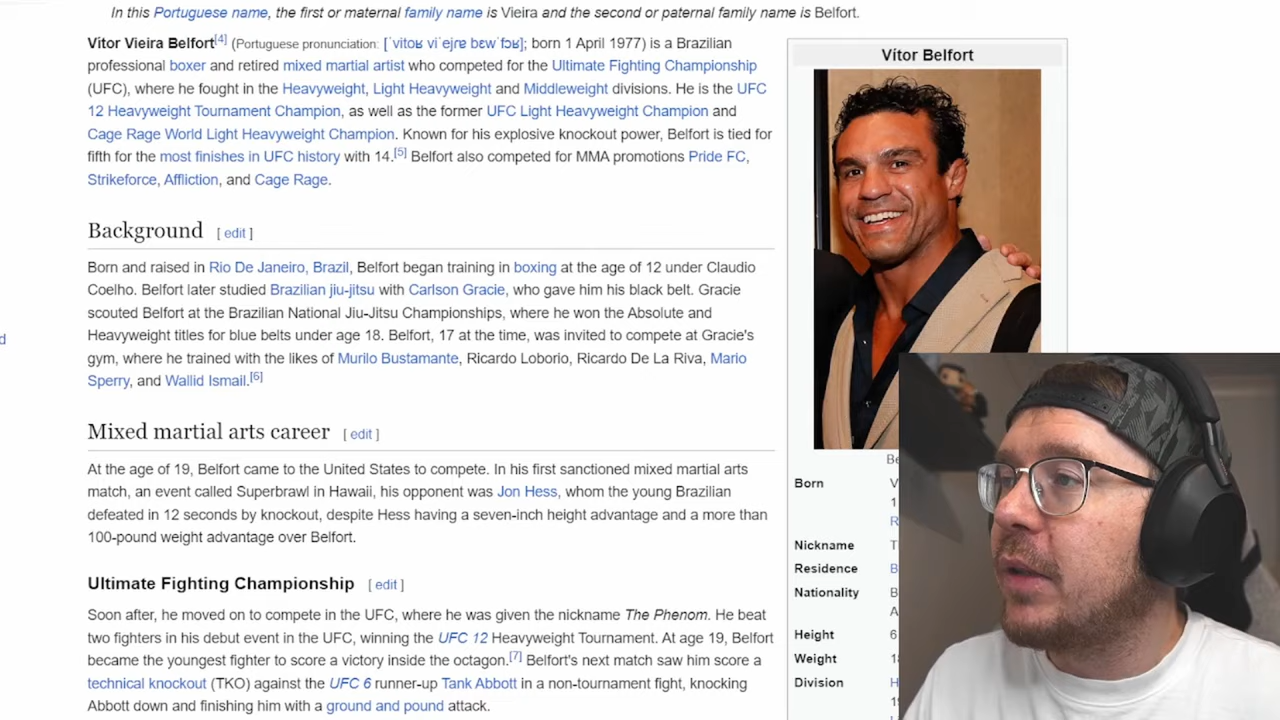 In this Portuguese name, the first or maternal family name is Vieira and the second or paternal family name is Belfort.
Vítor Vieira Belfort[4] (Portuguese pronunciation: [ˈvitoʁ viˈejɾɐ bɛwˈfɔʁ]; born 1 April 1977) is a Brazilian
professional boxer and retired mixed martial artist who competed for the Ultimate Fighting Championship
(UFC), where he fought in the Heavyweight, Light Heavyweight and Middleweight divisions. He is the UFC
12 Heavyweight Tournament Champion, as well as the former UFC Light Heavyweight Champion and
Cage Rage World Light Heavyweight Champion. Known for his explosive knockout power, Belfort is tied for
fifth for the most finishes in UFC history with 14.[5] Belfort also competed for MMA promotions Pride FC,
Strikeforce, Affliction, and Cage Rage.
Background [ edit ]
Born and raised in Rio De Janeiro, Brazil, Belfort began training in boxing at the age of 12 under Claudio
Coelho. Belfort later studied Brazilian jiu-jitsu with Carlson Gracie, who gave him his black belt. Gracie
scouted Belfort at the Brazilian National Jiu-Jitsu Championships, where he won the Absolute and
Heavyweight titles for blue belts under age 18. Belfort, 17 at the time, was invited to compete at Gracie's
gym, where he trained with the likes of Murilo Bustamante, Ricardo Loborio, Ricardo De La Riva, Mario
Sperry, and Wallid Ismail.[6]
Mixed martial arts career [ edit ]
At the age of 19, Belfort came to the United States to compete. In his first sanctioned mixed martial arts
match, an event called Superbrawl in Hawaii, his opponent was Jon Hess, whom the young Brazilian
defeated in 12 seconds by knockout, despite Hess having a seven-inch height advantage and a more than
100-pound weight advantage over Belfort.
Ultimate Fighting Championship [ edit ]
Soon after, he moved on to compete in the UFC, where he was given the nickname The Phenom. He beat
two fighters in his debut event in the UFC, winning the UFC 12 Heavyweight Tournament. At age 19, Belfort
became the youngest fighter to score a victory inside the octagon.[7] Belfort's next match saw him score a
technical knockout (TKO) against the UFC 6 runner-up Tank Abbott in a non-tournament fight, knocking
Abbott down and finishing him with a ground and pound attack.
Vítor Belfort
Born
Nickname
Residence
Nationality
Height 6
Weight
Division